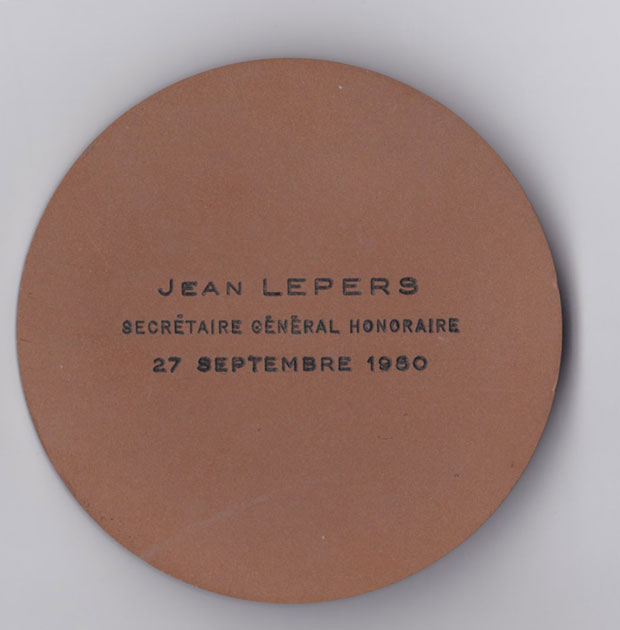 JEAN LEPERS
SECRÉTAIRE GÉNÉRAL HONORAIRE
27 SEPTEMBRE 1960